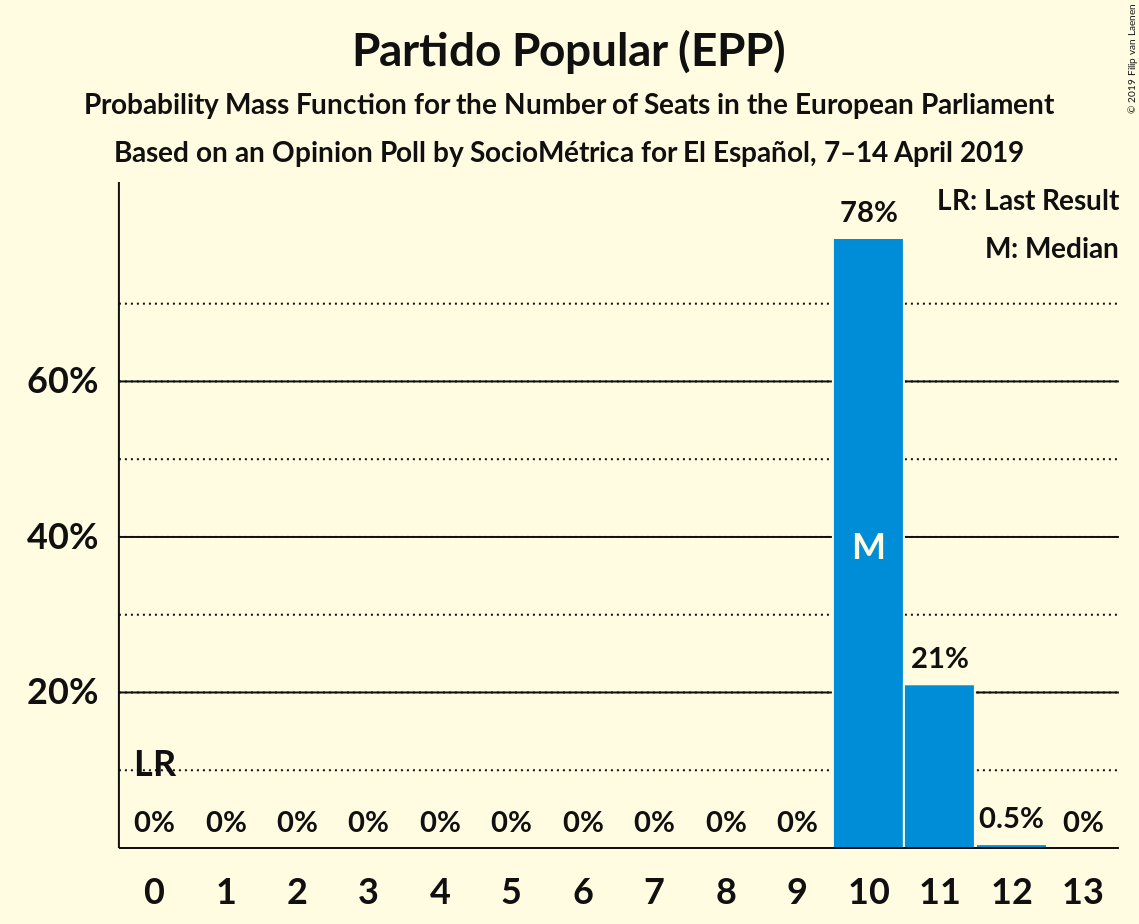 Partido Popular (EPP)
Probability Mass Function for the Number of Seats in the European Parliament
Based on an Opinion Poll by SocioMétrica for El Español, 7–14 April 2019
© 2019 Filip van Laenen
LR: Last Result
M: Median
78%
60%
40%
M
21%
20%
LR
0% 0% 0% 0% 0% 0% 0% 0% 0% 0% 0.5% 0%
0 1 2 3 4 5 6 7 8 9 10 11 12 13